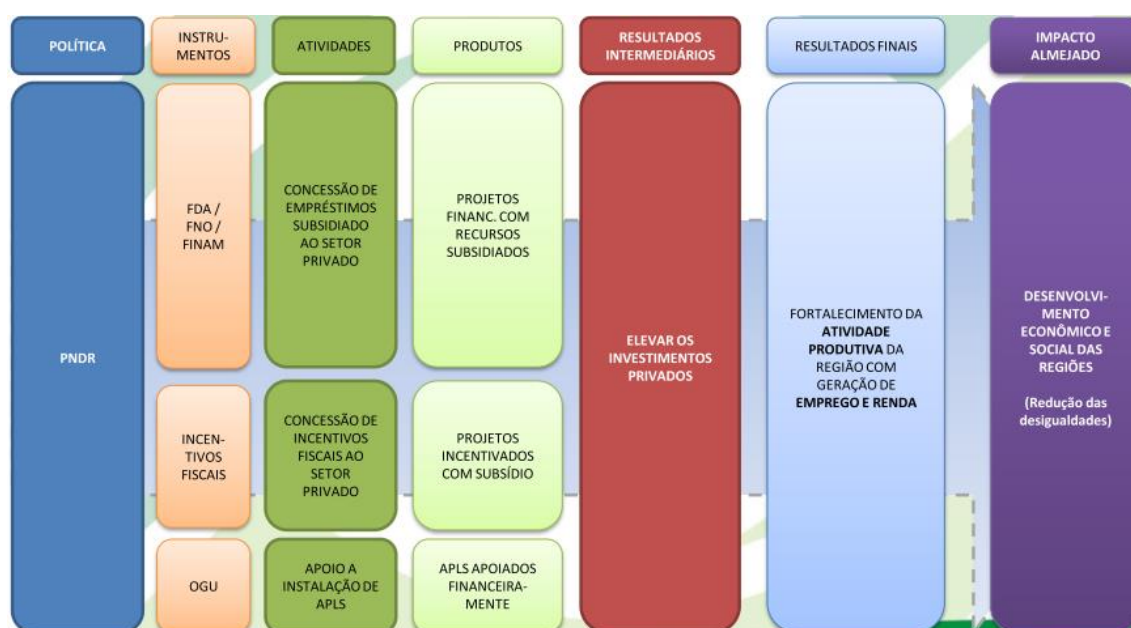 POLÍTICA
INSTRU-
MENTOS
ATIVIDADES
PRODUTOS
RESULTADOS
INTERMEDIÁRIOS
RESULTADOS FINAIS
IMPACTO
ALMEJADO
PNDR
FDA /
FNO /
FINAM
CONCESSÃO DE
EMPRÉSTIMOS
SUBSIDIADO
AO SETOR
PRIVADO
PROJETOS
FINANC. COM
RECURSOS
SUBSIDIADOS
INCEN-
TIVOS
FISCAIS
CONCESSÃO DE
INCENTIVOS
FISCAIS AO
SETOR
PRIVADO
PROJETOS
INCENTIVADOS
COM SUBSÍDIO
OGU
APOIO A
INSTALAÇÃO DE
APLS
APLS APOIADOS
FINANCEIRA-
MENTE
ELEVAR OS
INVESTIMENTOS
PRIVADOS
FORTALECIMENTO DA
ATIVIDADE
PRODUTIVA DA
REGIÃO COM
GERAÇÃO DE
EMPREGO E RENDA
DESENVOLVI-
MENTO
ECONÔMICO E
SOCIAL DAS
REGIÕES
(Redução das
desigualdades)